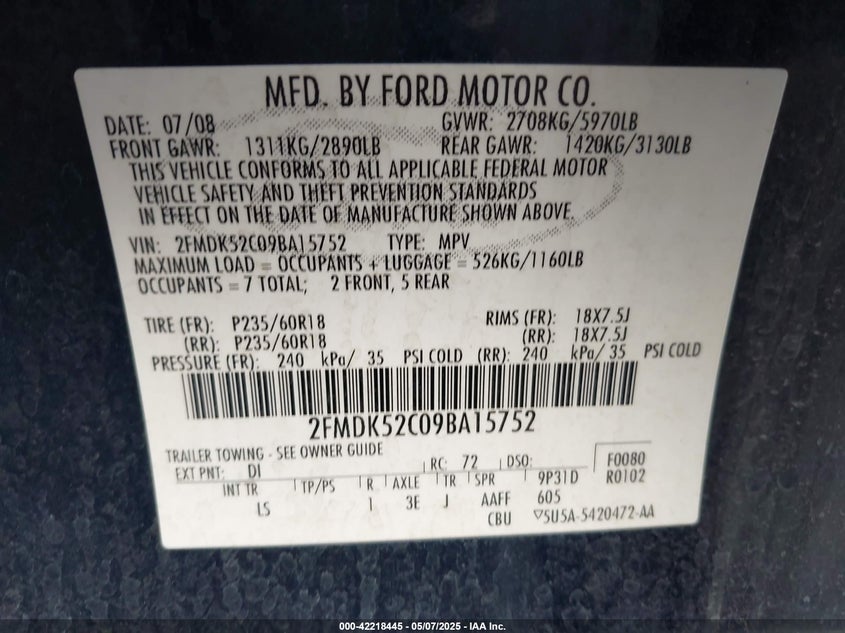 MFD. BY FORD MOTOR CO.
DATE: 07/08 GVWR: 2708KG/5970LB
FRONT GAWR: 1311KG/2890LB REAR GAWR: 1420KG/3130LB
THIS VEHICLE CONFORMS TO ALL APPLICABLE FEDERAL MOTOR
VEHICLE SAFETY AND THEFT PREVENTION STANDARDS
IN EFFECT ON THE DATE OF MANUFACTURE SHOWN ABOVE.
VIN: 2FMDK52C09BA15752 TYPE: MPV
MAXIMUM LOAD = OCCUPANTS + LUGGAGE = 526KG/1160LB
OCCUPANTS = 7 TOTAL; 2 FRONT, 5 REAR
TIRE (FR): P235/60R18 RIMS (FR): 18X7.5J
(RR): P235/60R18 (RR): 18X7.5J
PRESSURE (FR): 240 kPa/ 35 PSI COLD (RR): 240 kPa/ 35 PSI COLD
2FMDK52C09BA15752
TRAILER TOWING - SEE OWNER GUIDE
EXT PNT: DI RC: 72 DSO: F0080
R0102
INT TR TP/PS R AXLE TR SPR 9P31D
LS 1 3E J AAFF 605
CBU ▽5U5A-5420472-AA
000-42218445 - 05/07/2025 - IAA Inc.